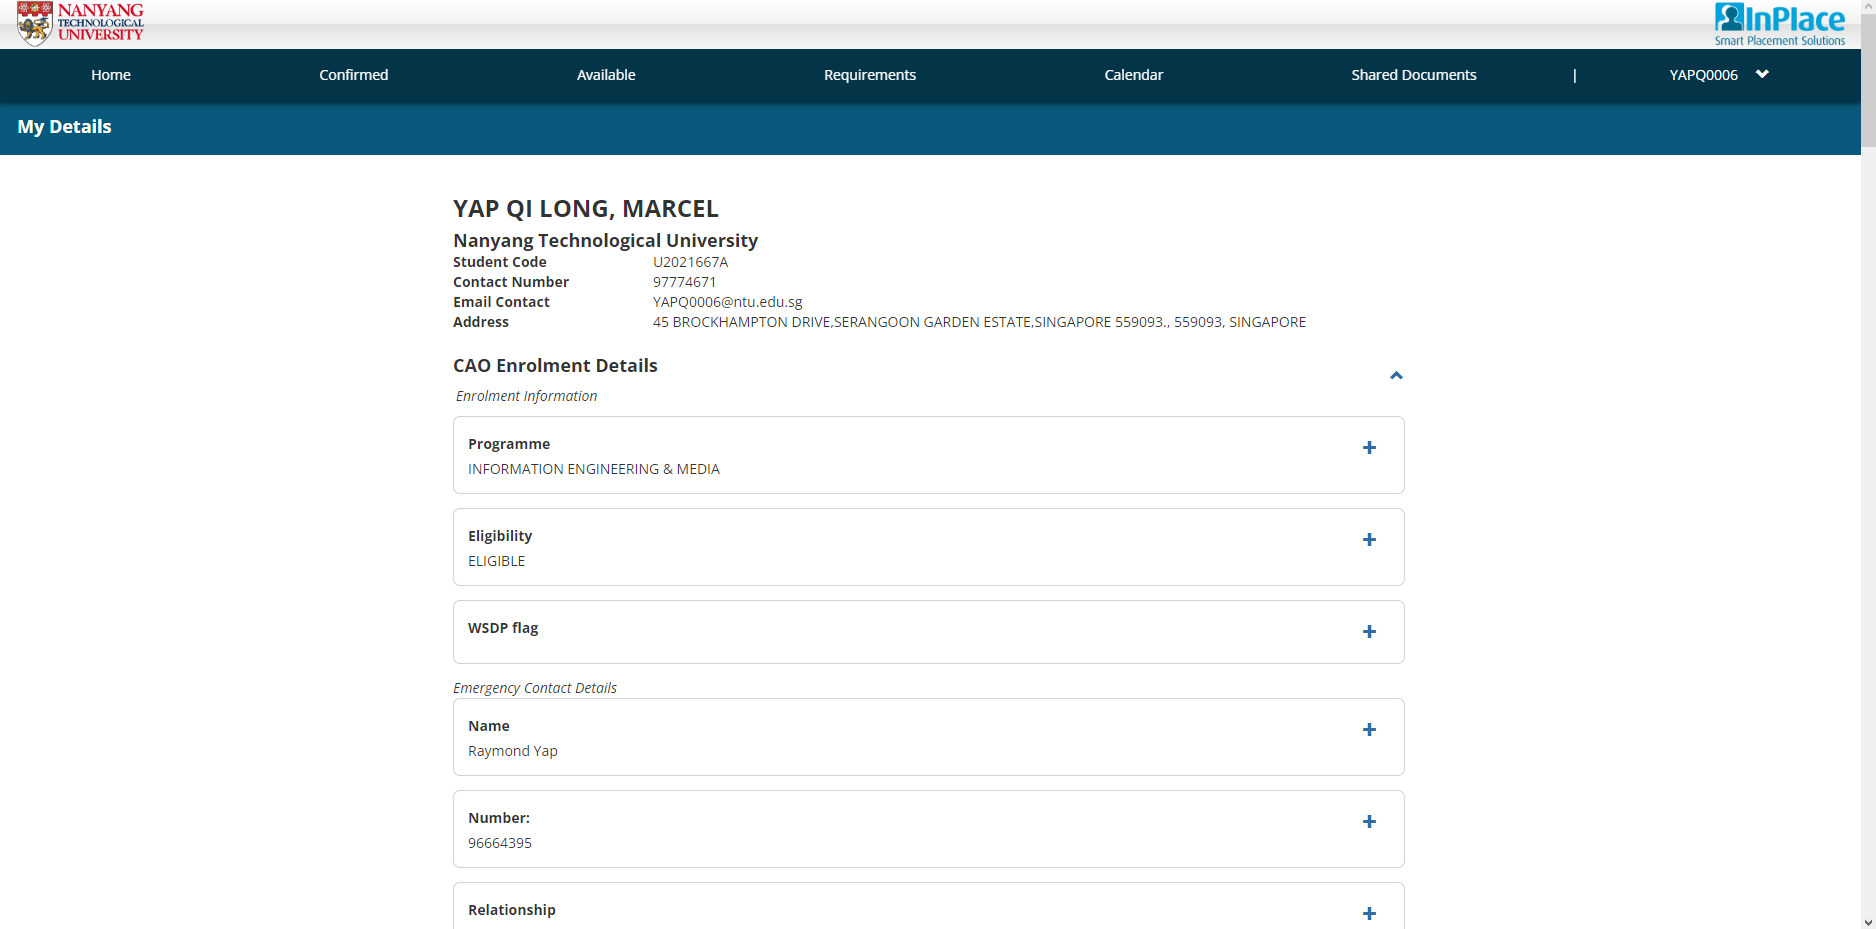 NANYANG
TECHNOLOGICAL
UNIVERSITY
InPlace
Smart Placement Solutions
Home Confirmed Available Requirements Calendar Shared Documents | YAPQ0006
My Details
YAP QI LONG, MARCEL
Nanyang Technological University
Student Code U2021667A
Contact Number 97774671
Email Contact YAPQ0006@ntu.edu.sg
Address 45 BROCKHAMPTON DRIVE,SERANGOON GARDEN ESTATE,SINGAPORE 559093., 559093, SINGAPORE
CAO Enrolment Details
Enrolment Information
Programme
INFORMATION ENGINEERING & MEDIA
Eligibility
ELIGIBLE
WSDP flag
Emergency Contact Details
Name
Raymond Yap
Number:
96664395
Relationship